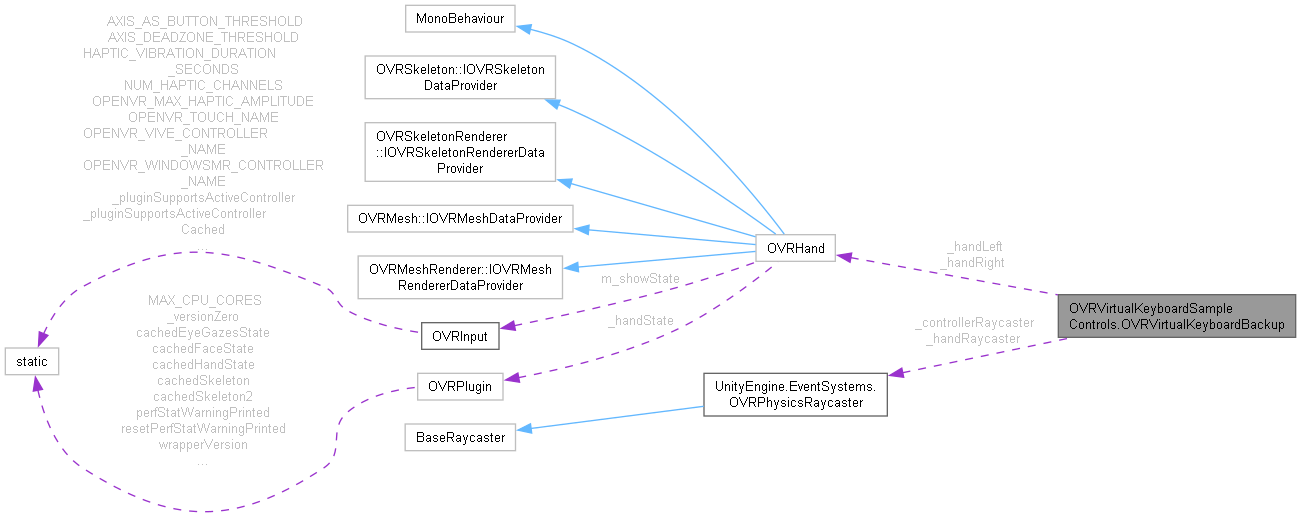 AXIS_AS_BUTTON_THRESHOLD
AXIS_DEADZONE_THRESHOLD
HAPTIC_VIBRATION_DURATION
_SECONDS
NUM_HAPTIC_CHANNELS
OPENVR_MAX_HAPTIC_AMPLITUDE
OPENVR_TOUCH_NAME
OPENVR_VIVE_CONTROLLER
_NAME
OPENVR_WINDOWSMR_CONTROLLER
_NAME
_pluginSupportsActiveController
_pluginSupportsActiveController
Cached
...
MAX_CPU_CORES
_versionZero
cachedEyeGazesState
cachedFaceState
cachedHandState
cachedSkeleton
cachedSkeleton2
perfStatWarningPrinted
resetPerfStatWarningPrinted
wrapperVersion
...
static
MonoBehaviour
OVRSkeleton::IOVRSkeleton
DataProvider
OVRSkeletonRenderer
::IOVRSkeletonRendererData
Provider
OVRMesh::IOVRMeshDataProvider
OVRMeshRenderer::IOVRMesh
RendererDataProvider
OVRInput
OVRPlugin
BaseRaycaster
m_showState
_handState
OVRHand
UnityEngine.EventSystems.
OVRPhysicsRaycaster
_handLeft
_handRight
_controllerRaycaster
_handRaycaster
OVRVirtualKeyboardSample
Controls.OVRVirtualKeyboardBackup